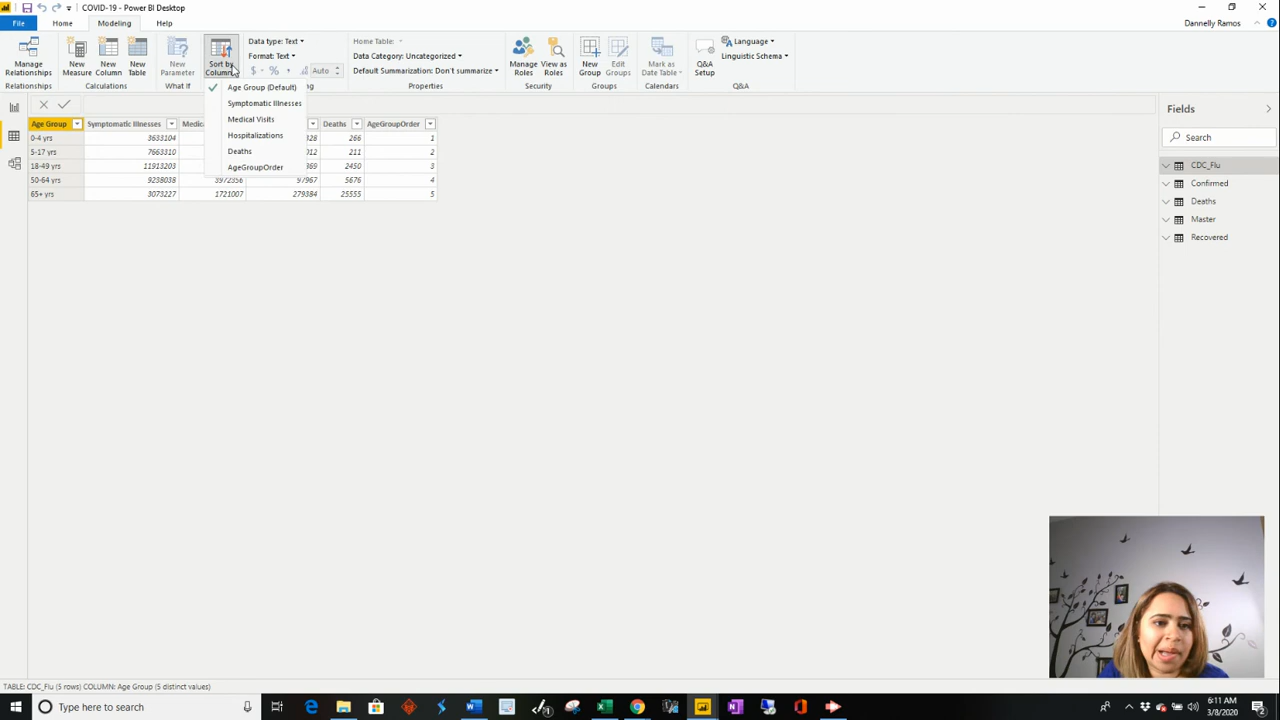 COVID-19 - Power BI Desktop
File Home Modeling Help
Dannelly Ramos
Manage Relationships
New Measure
New Column
New Table
New Parameter
Sort by Column
Data type: Text
Format: Text
$ % , Auto
Home Table:
Data Category: Uncategorized
Default Summarization: Don't summarize
Manage Roles
View as Roles
New Group
Edit Groups
Mark as Date Table
Q&A Setup
Language
Linguistic Schema
Relationships Calculations What If Properties Security Groups Calendars Q&A
Age Group (Default)
Symptomatic Illnesses
Medical Visits
Hospitalizations
Deaths
AgeGroupOrder
Age Group Symptomatic Illnesses Deaths AgeGroupOrder
0-4 yrs 3633104 266 1
5-17 yrs 7663310 211 2
18-49 yrs 11913203 2450 3
50-64 yrs 9238038 3972356 97967 5676 4
65+ yrs 3073227 1721007 279384 25555 5
Fields
Search
CDC_Flu
Confirmed
Deaths
Master
Recovered
TABLE: CDC_Flu (5 rows) COLUMN: Age Group (5 distinct values)
Type here to search
6:11 AM
3/8/2020